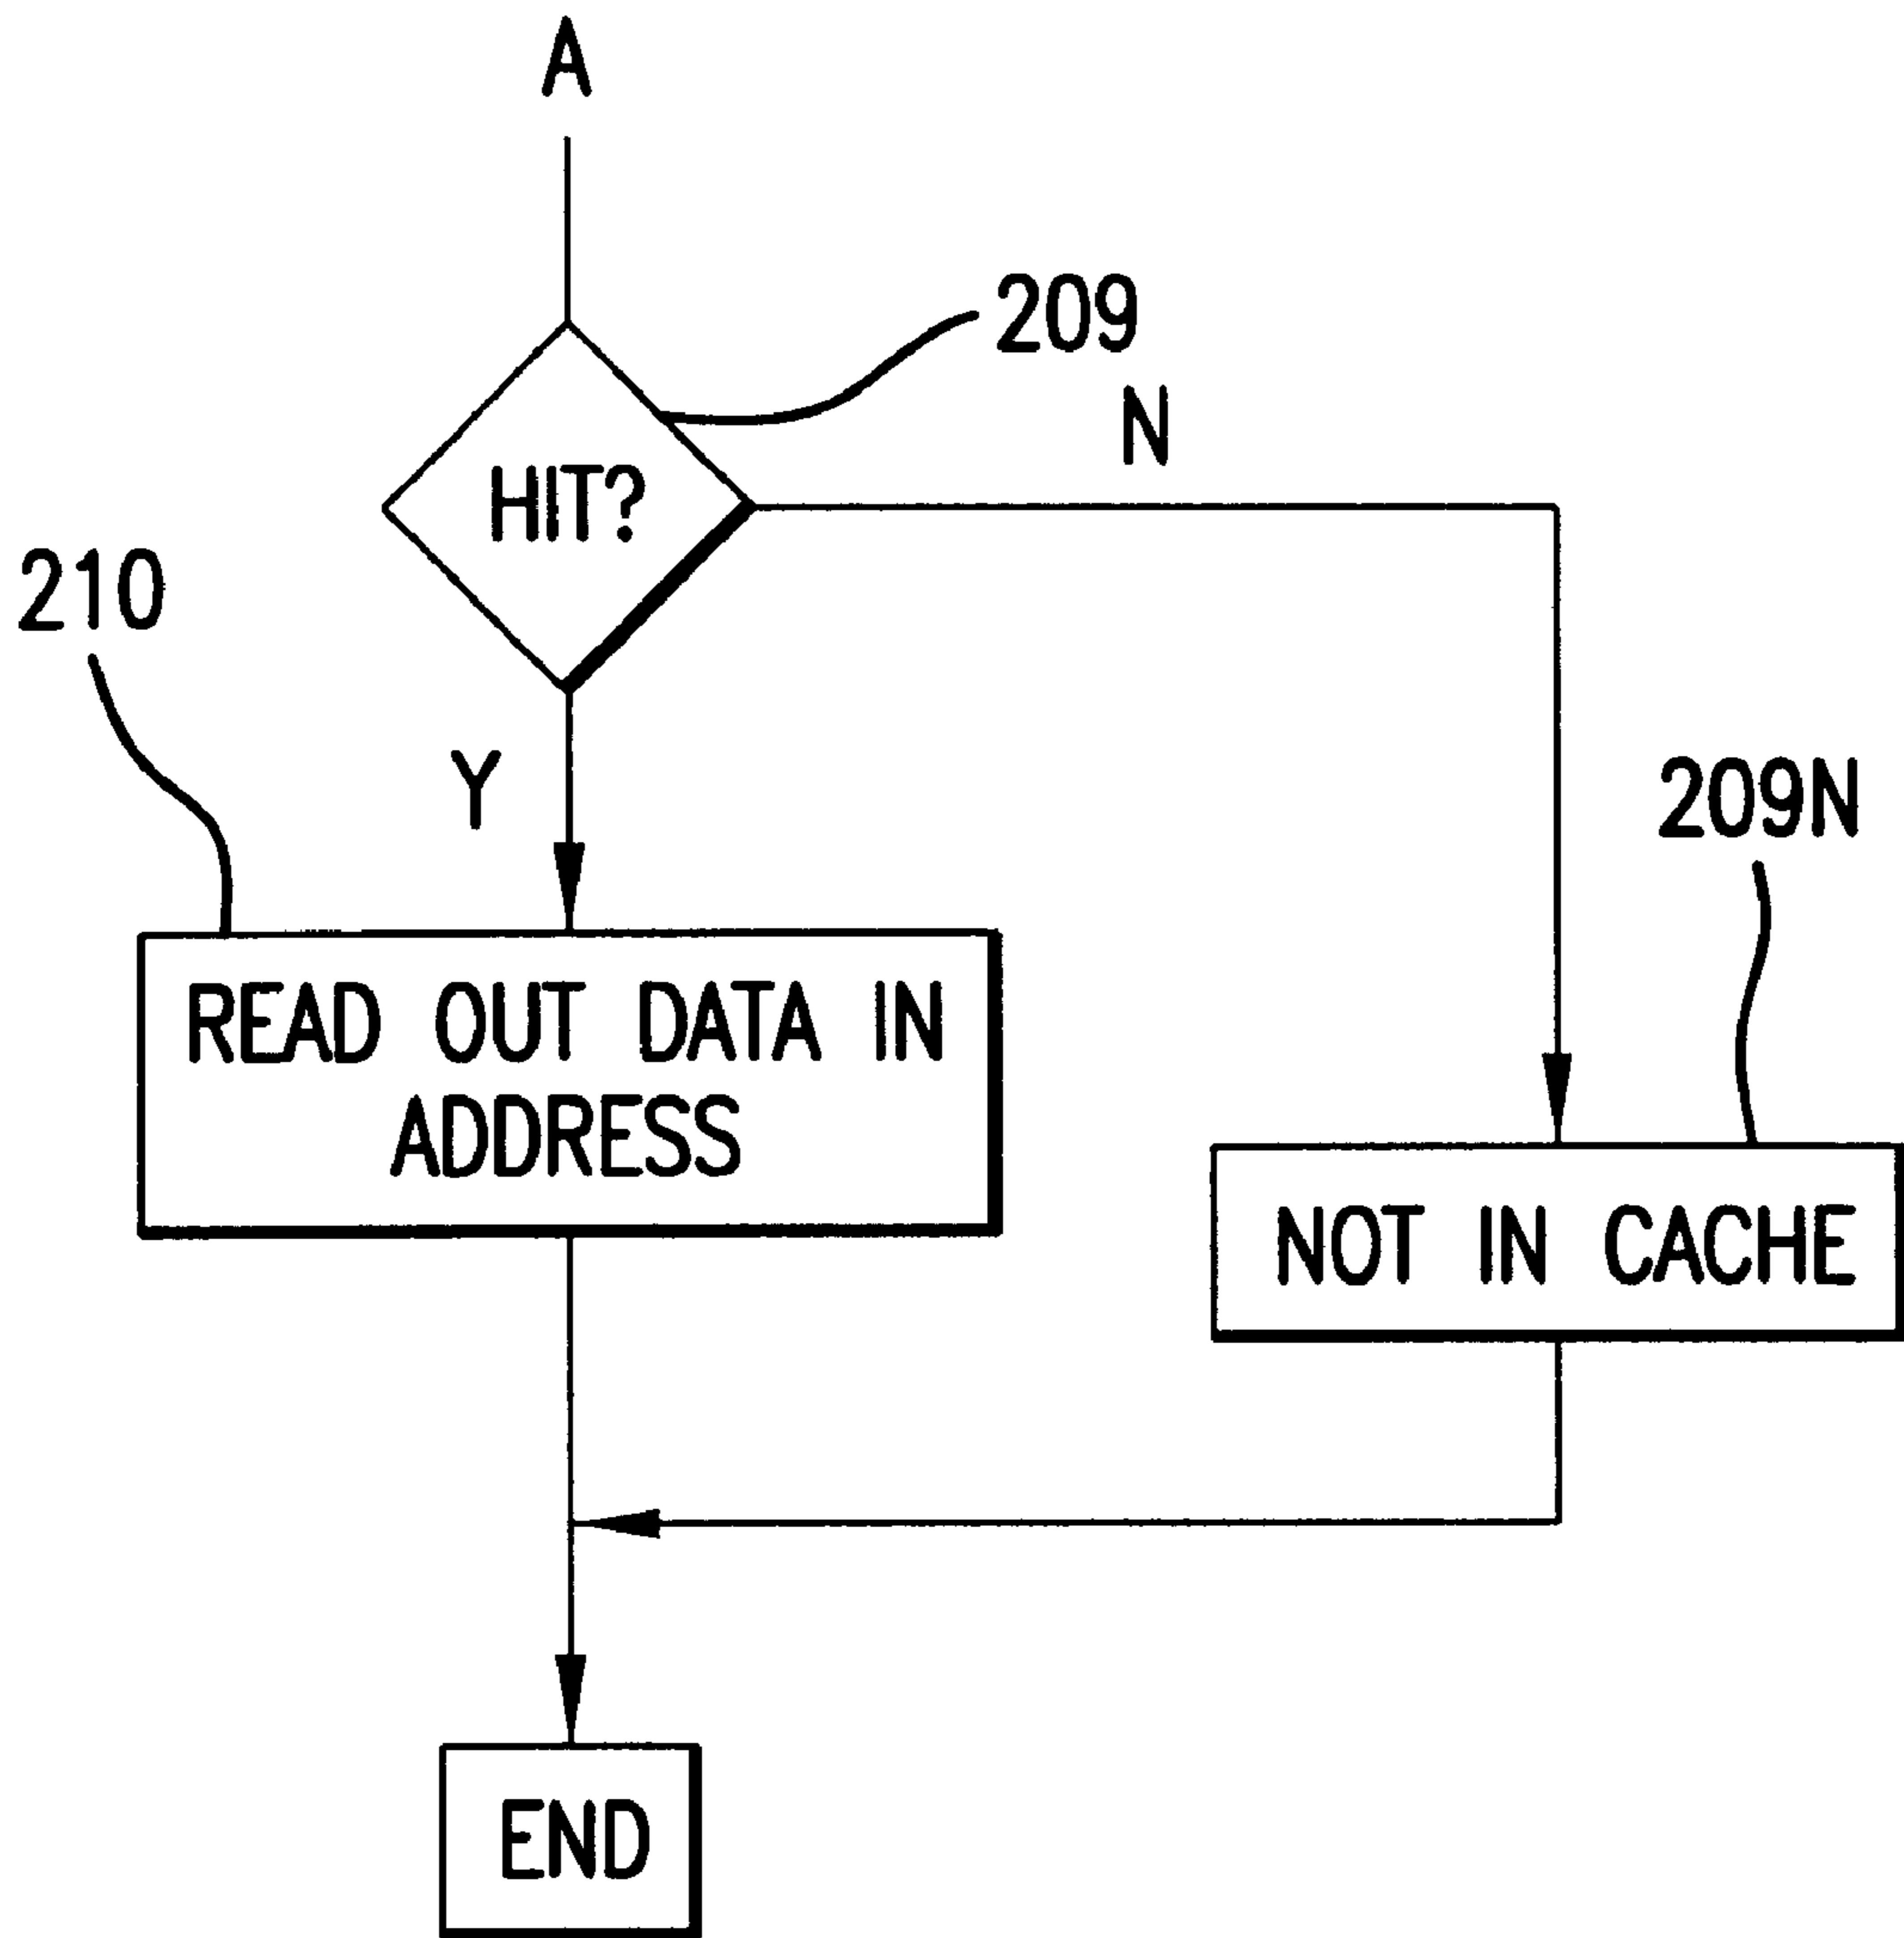 A
209
N
HIT?
210
Y
209N
READ OUT DATA IN
ADDRESS
NOT IN CACHE
END